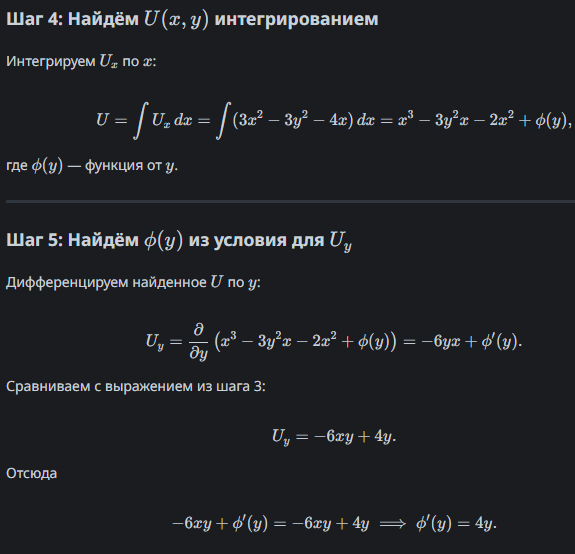 Шаг 4: Найдём U(x, y) интегрированием
Интегрируем Uₓ по x:
U = ∫ Uₓ dx = ∫ (3x² − 3y² − 4x) dx = x³ − 3y²x − 2x² + ϕ(y),
где ϕ(y) — функция от y.
Шаг 5: Найдём ϕ(y) из условия для U_y
Дифференцируем найденное U по y:
U_y = ∂/∂y (x³ − 3y²x − 2x² + ϕ(y)) = −6yx + ϕ′(y).
Сравниваем с выражением из шага 3:
U_y = −6xy + 4y.
Отсюда
−6xy + ϕ′(y) = −6xy + 4y ⟹ ϕ′(y) = 4y.